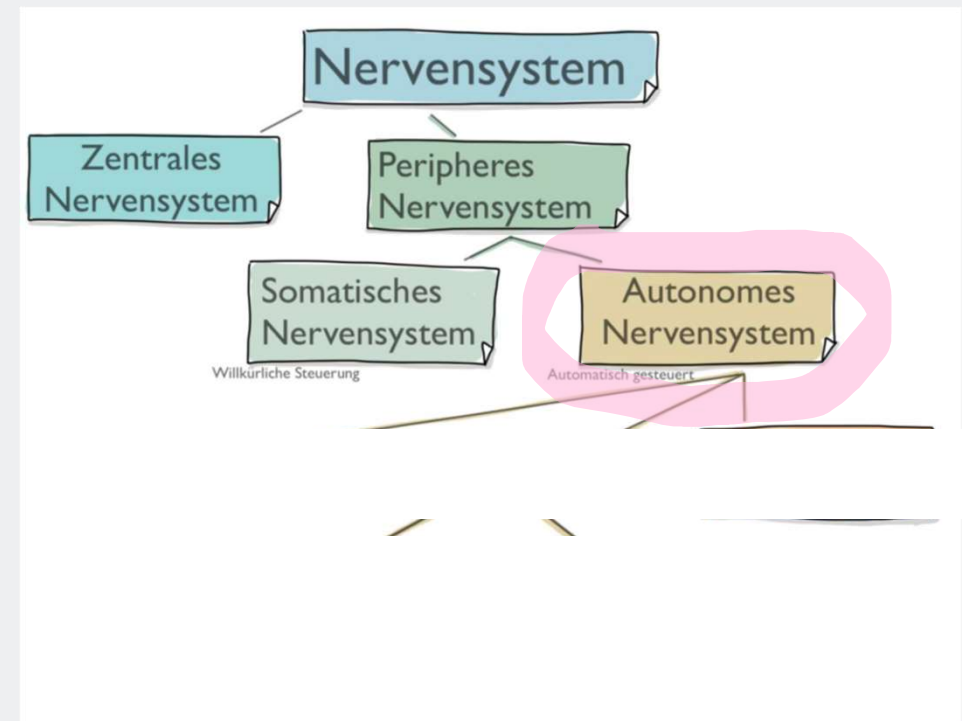 Nervensystem
Zentrales
Nervensystem
Peripheres
Nervensystem
Somatisches
Nervensystem
Willkürliche Steuerung
Autonomes
Nervensystem
Automatisch gesteuert